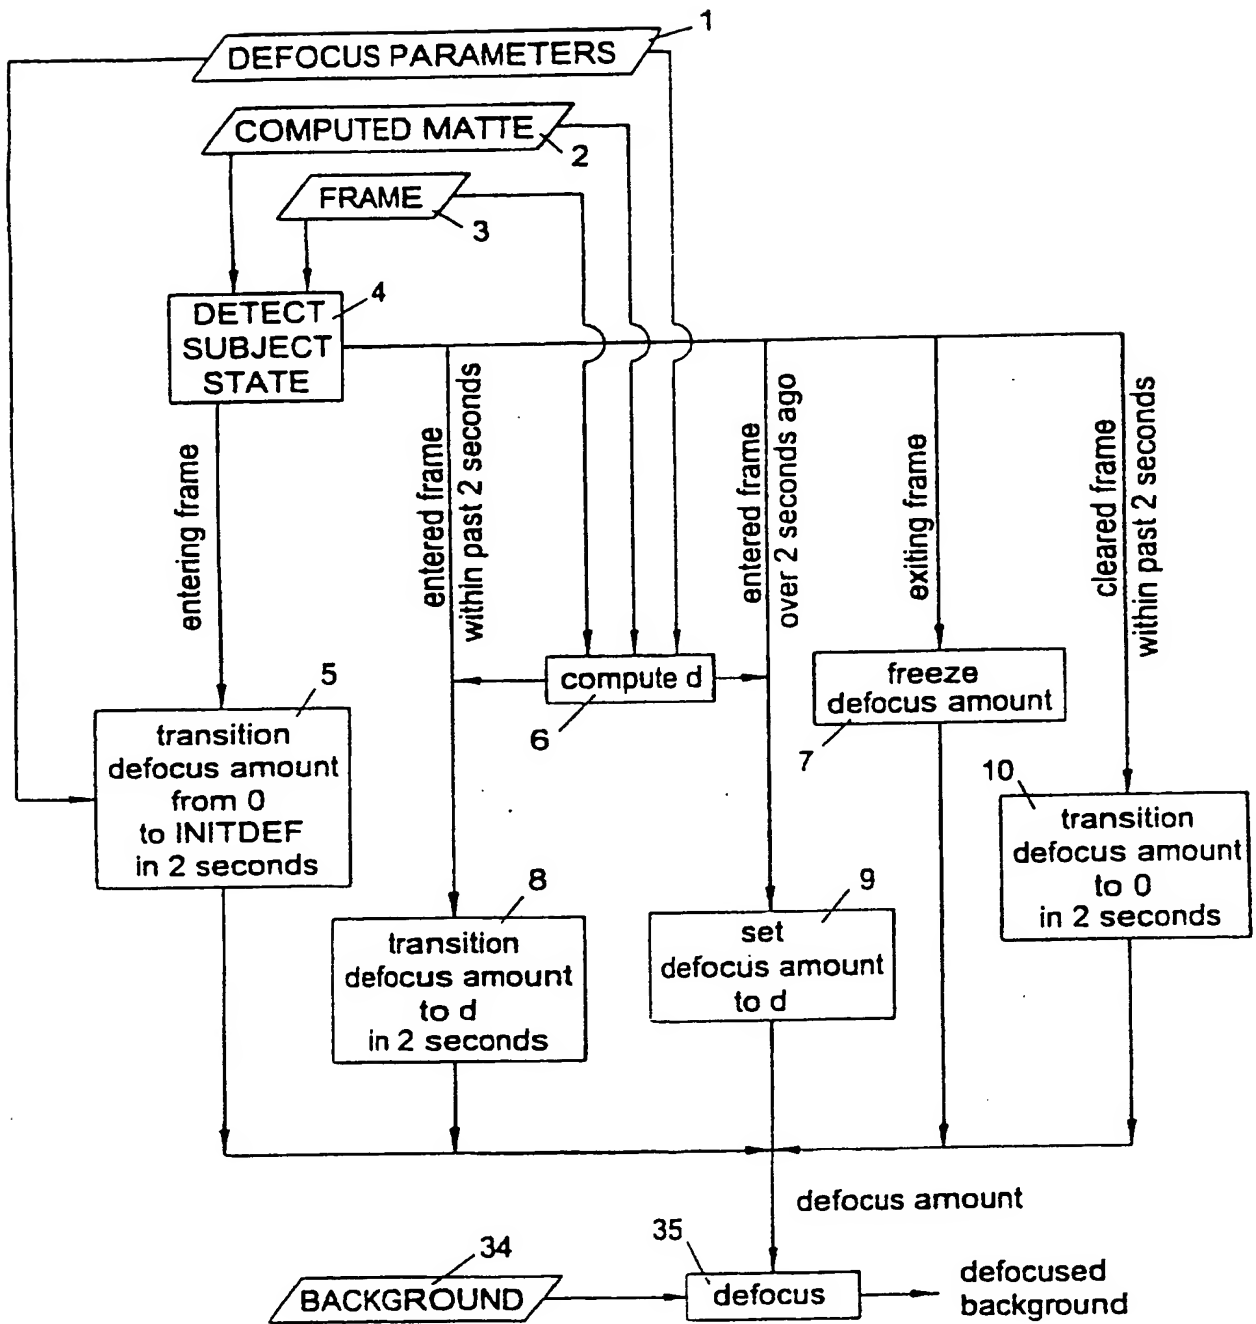 1
DEFOCUS PARAMETERS
COMPUTED MATTE
2
FRAME
3
4
DETECT
SUBJECT
STATE
entering frame
entered frame
within past 2 seconds
entered frame
over 2 seconds ago
exiting frame
cleared frame
within past 2 seconds
5
transition
defocus amount
from 0
to INITDEF
in 2 seconds
compute d
6
freeze
defocus amount
7
8
transition
defocus amount
to d
in 2 seconds
9
set
defocus amount
to d
10
transition
defocus amount
to 0
in 2 seconds
defocus amount
34
BACKGROUND
35
defocus
defocused
background